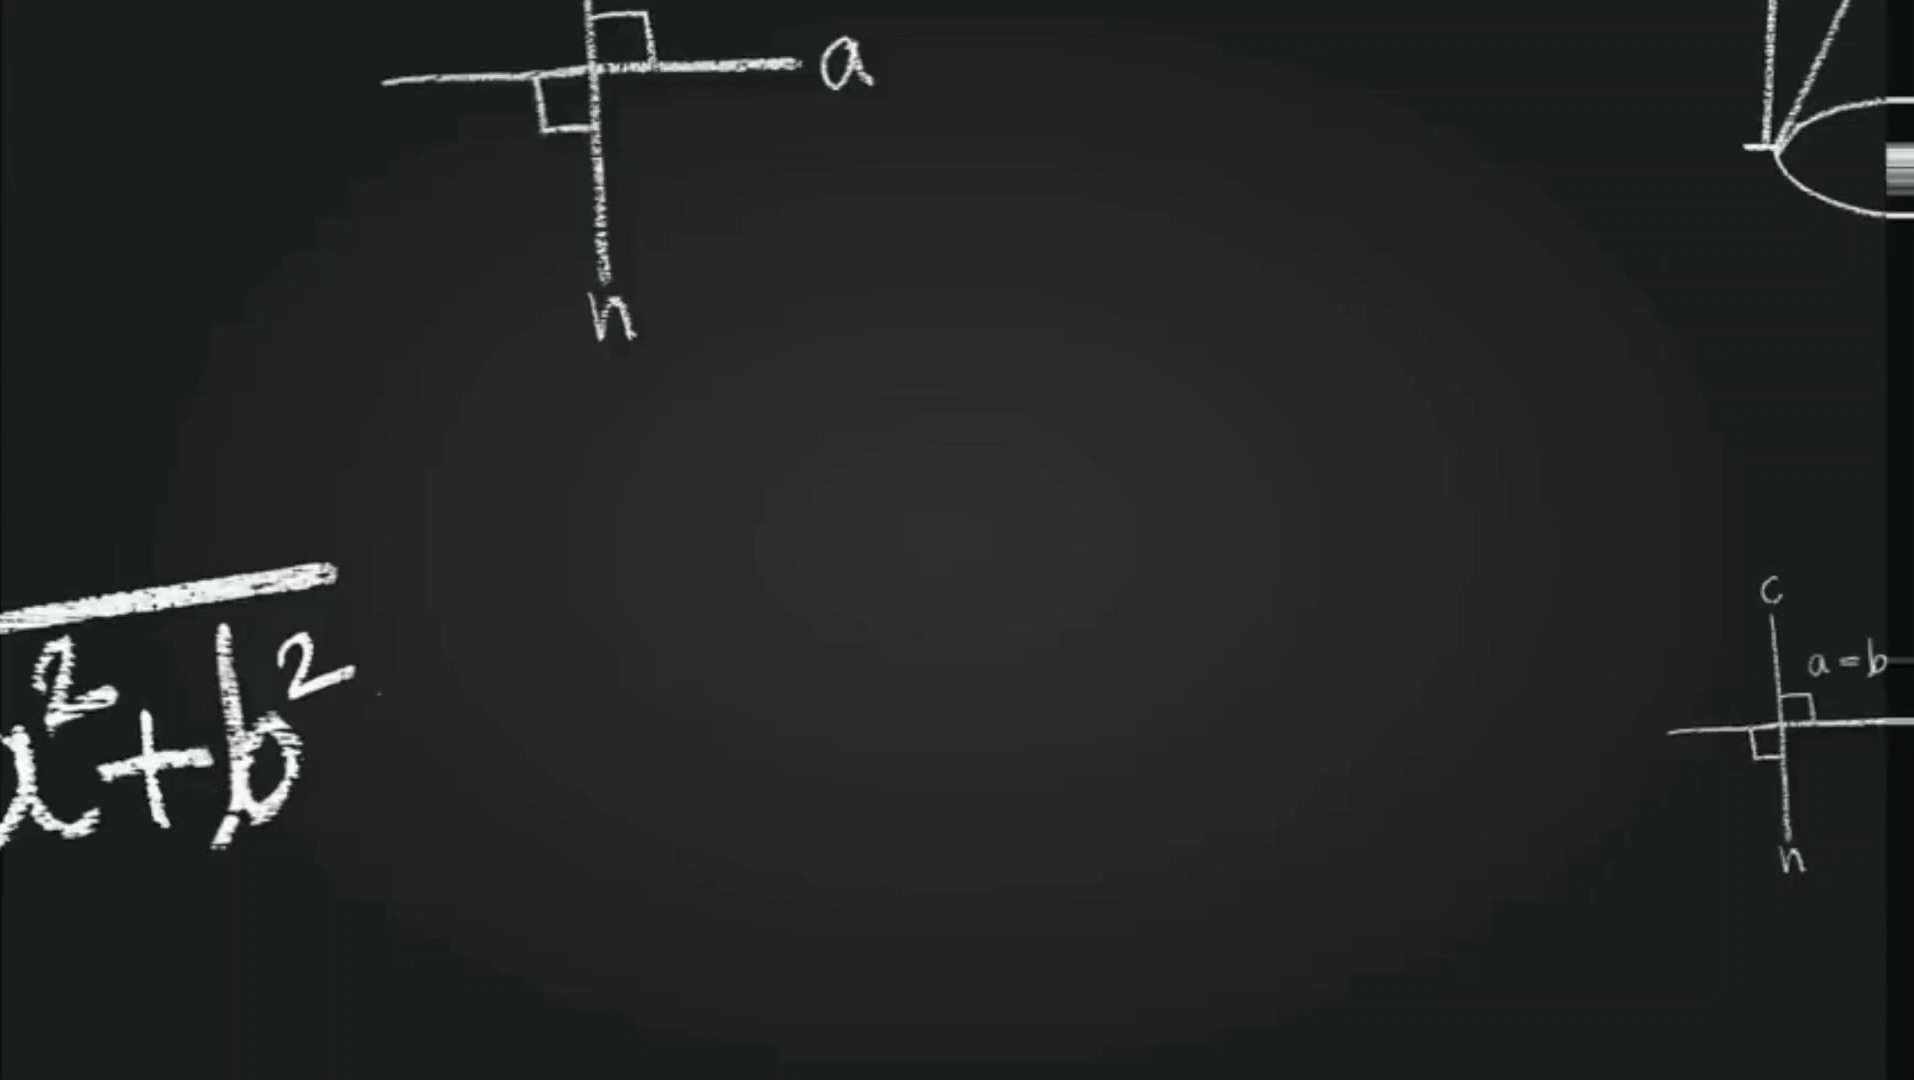 a
n
c
a = b
a² + b²
n